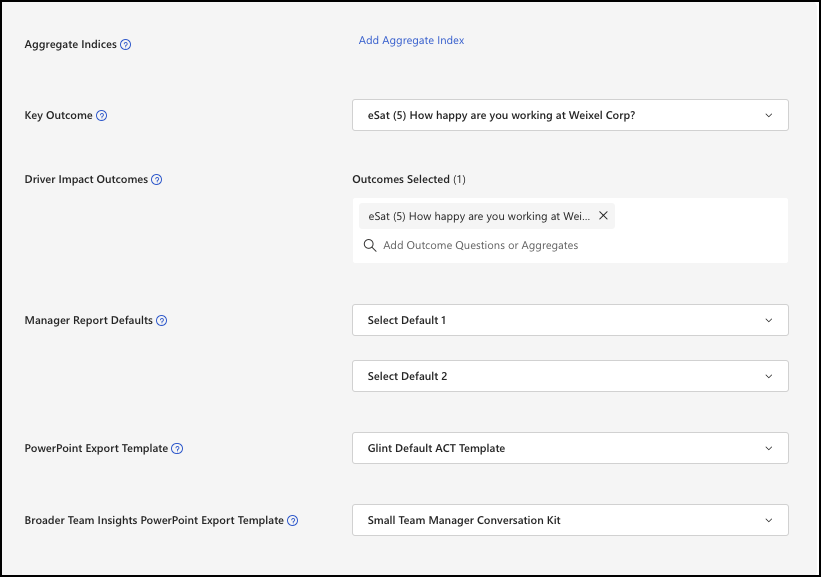 Aggregate Indices
Add Aggregate Index
Key Outcome
eSat (5) How happy are you working at Weixel Corp?
Driver Impact Outcomes
Outcomes Selected (1)
eSat (5) How happy are you working at Wei...
Add Outcome Questions or Aggregates
Manager Report Defaults
Select Default 1
Select Default 2
PowerPoint Export Template
Glint Default ACT Template
Broader Team Insights PowerPoint Export Template
Small Team Manager Conversation Kit